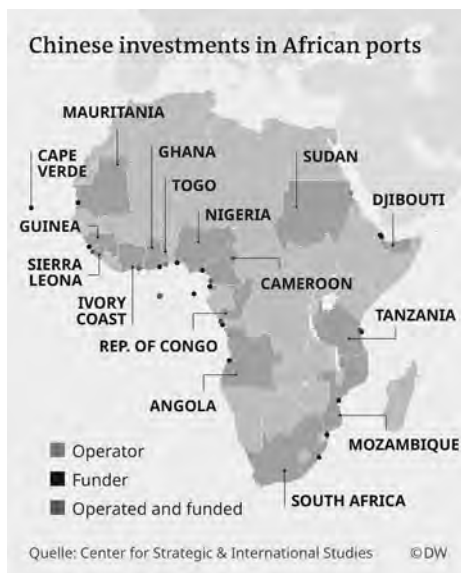 Chinese investments in African ports
MAURITANIA
CAPE
VERDE
GHANA
SUDAN
TOGO
DJIBOUTI
NIGERIA
GUINEA
SIERRA
LEONA
CAMEROON
IVORY
COAST
TANZANIA
REP. OF CONGO
ANGOLA
MOZAMBIQUE
Operator
Funder
Operated and funded
SOUTH AFRICA
Quelle: Center for Strategic & International Studies ©DW